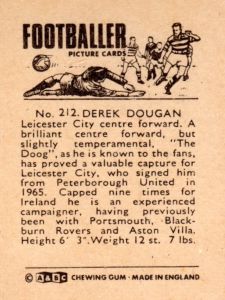 FOOTBALLER
PICTURE CARDS
No. 212. DEREK DOUGAN
Leicester City centre forward. A
brilliant centre forward, but
slightly temperamental, "The
Doog", as he is known to the fans,
has proved a valuable capture for
Leicester City, who signed him
from Peterborough United in
1965. Capped nine times for
Ireland he is an experienced
campaigner, having previously
been with Portsmouth, Black-
burn Rovers and Aston Villa.
Height 6' 3". Weight 12 st. 7 lbs.
© A&BC CHEWING GUM · MADE IN ENGLAND